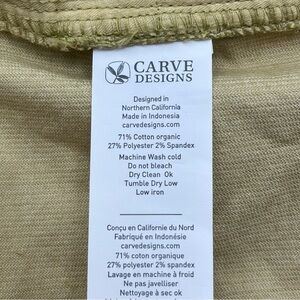 CARVE
DESIGNS
Designed in
Northern California
Made in Indonesia
carvedesigns.com
71% Cotton organic
27% Polyester 2% Spandex
Machine Wash cold
Do not bleach
Dry Clean Ok
Tumble Dry Low
Low iron
Conçu en Californie du Nord
Fabriqué en Indonésie
carvedesigns.com
71% coton organique
27% polyester 2% spandex
Lavage en machine à froid
Ne pas javelliser
Nettoyage à sec ok